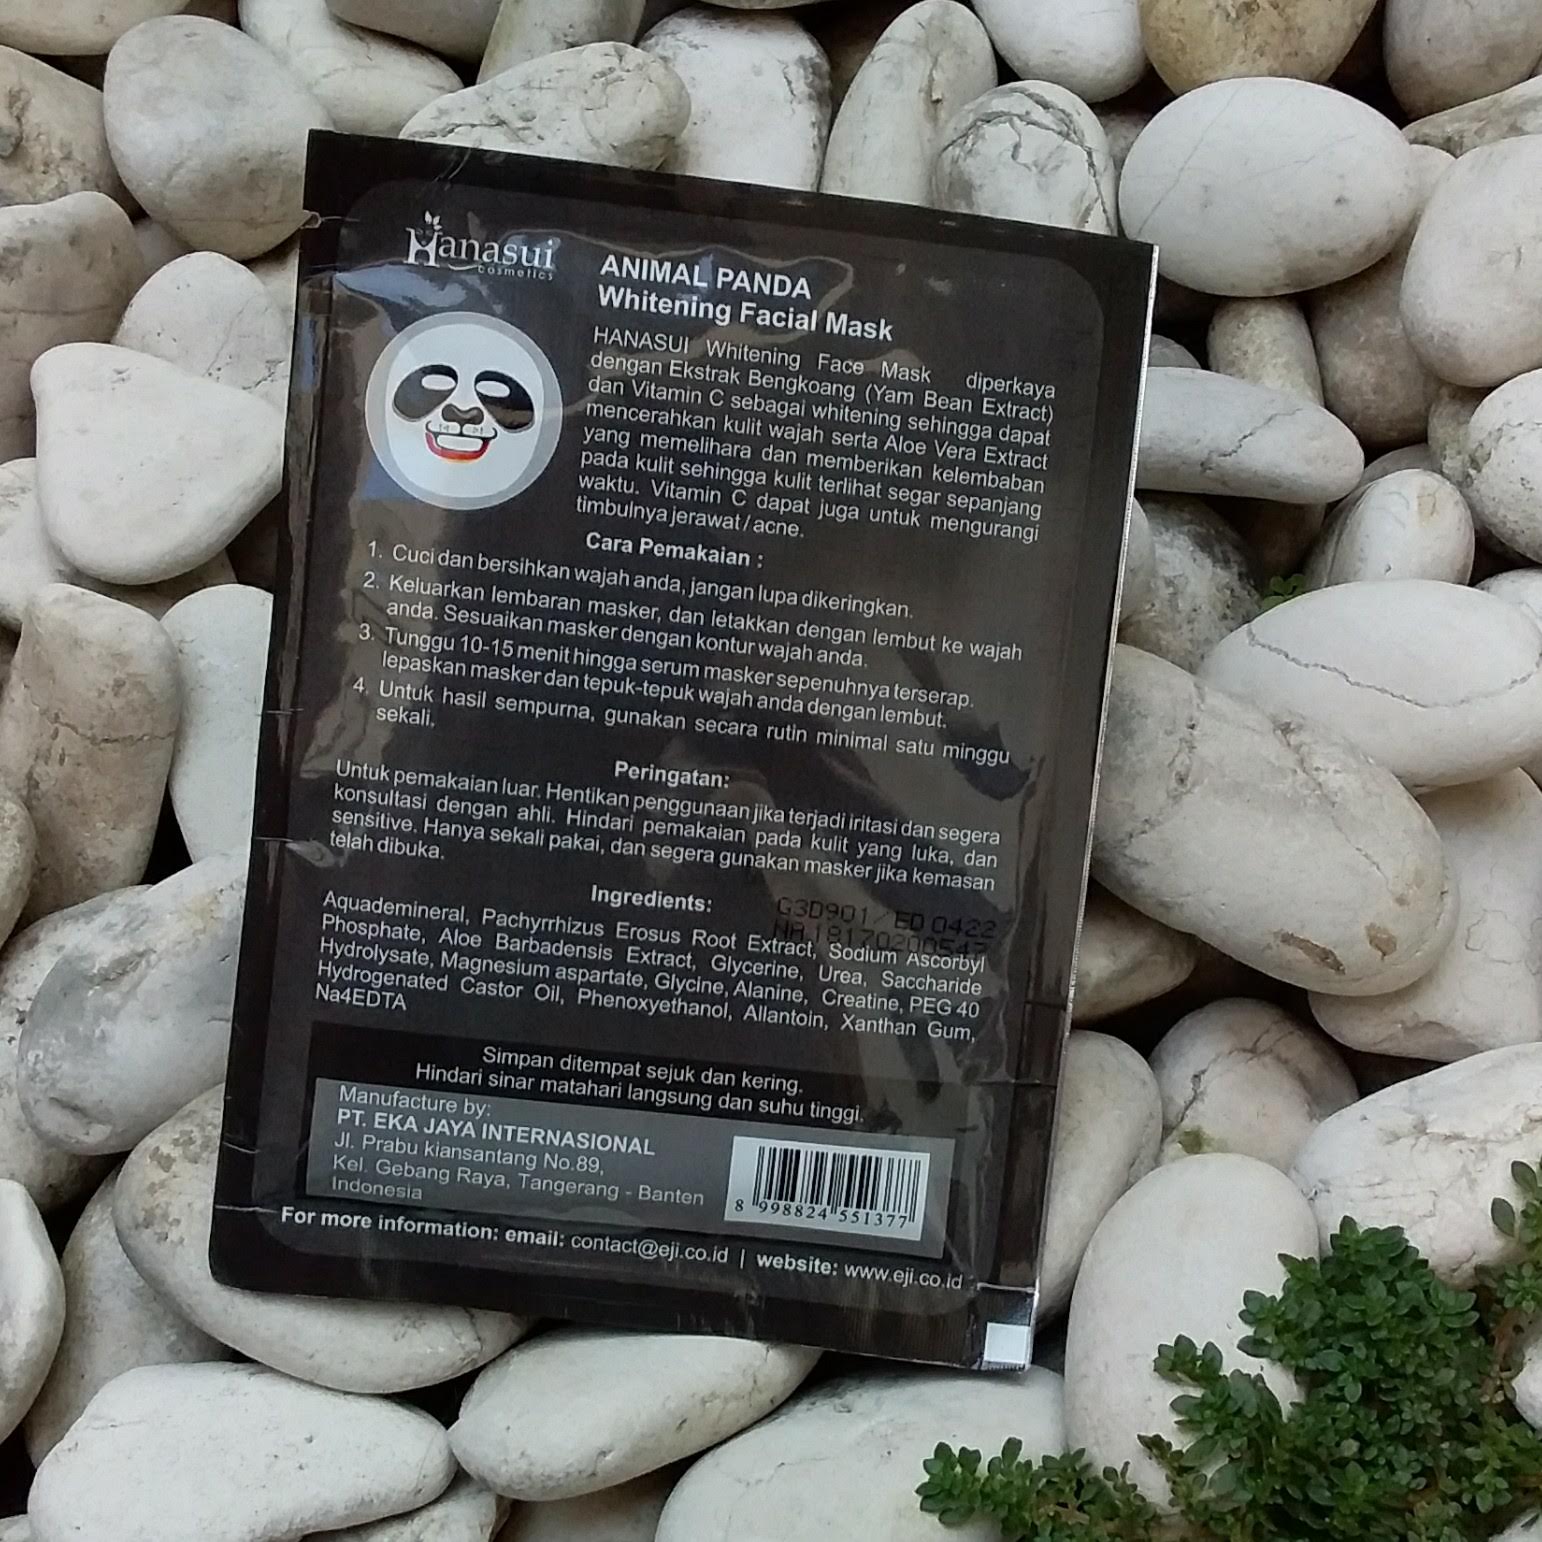 Hanasui
cosmetics
ANIMAL PANDA
Whitening Facial Mask
HANASUI Whitening Face Mask diperkaya
dengan Ekstrak Bengkoang (Yam Bean Extract)
dan Vitamin C sebagai whitening sehingga dapat
mencerahkan kulit wajah serta Aloe Vera Extract
yang memelihara dan memberikan kelembaban
pada kulit sehingga kulit terlihat segar sepanjang
waktu. Vitamin C dapat juga untuk mengurangi
timbulnya jerawat / acne.
Cara Pemakaian :
1. Cuci dan bersihkan wajah anda, jangan lupa dikeringkan.
2. Keluarkan lembaran masker, dan letakkan dengan lembut ke wajah
anda. Sesuaikan masker dengan kontur wajah anda.
3. Tunggu 10-15 menit hingga serum masker sepenuhnya terserap.
lepaskan masker dan tepuk-tepuk wajah anda dengan lembut.
4. Untuk hasil sempurna, gunakan secara rutin minimal satu minggu
sekali.
Peringatan:
Untuk pemakaian luar. Hentikan penggunaan jika terjadi iritasi dan segera
konsultasi dengan ahli. Hindari pemakaian pada kulit yang luka, dan
sensitive. Hanya sekali pakai, dan segera gunakan masker jika kemasan
telah dibuka.
Ingredients:
G3D901 / ED 0422
NA 18170200547
Aquademineral, Pachyrrhizus Erosus Root Extract, Sodium Ascorbyl
Phosphate, Aloe Barbadensis Extract, Glycerine, Urea, Saccharide
Hydrolysate, Magnesium aspartate, Glycine, Alanine, Creatine, PEG 40
Hydrogenated Castor Oil, Phenoxyethanol, Allantoin, Xanthan Gum,
Na4EDTA
Simpan ditempat sejuk dan kering.
Hindari sinar matahari langsung dan suhu tinggi.
Manufacture by:
PT. EKA JAYA INTERNASIONAL
Jl. Prabu kiansantang No.89,
Kel. Gebang Raya, Tangerang - Banten
Indonesia
8 998824 551377
For more information: email: contact@eji.co.id | website: www.eji.co.id